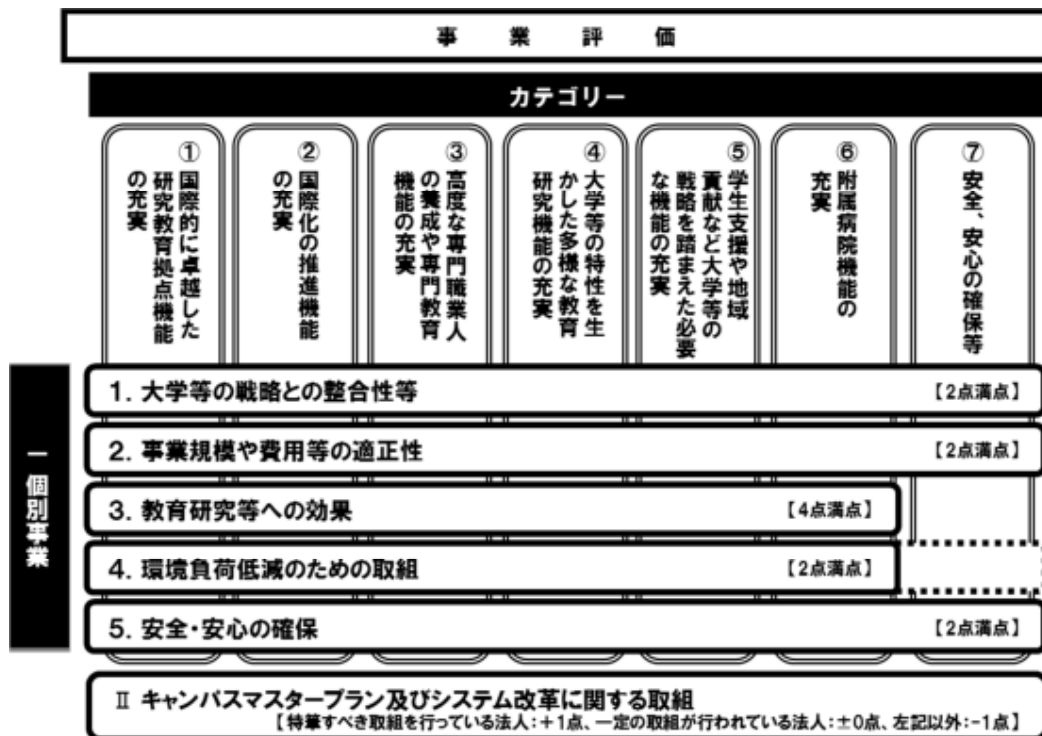 事業評価
カテゴリー
①
国際的に卓越した
研究教育拠点機能
の充実
②
国際化の推進機能
の充実
③
高度な専門職業人
の養成や専門教育
機能の充実
④
大学等の特性を生
かした多様な教育
研究機能の充実
⑤
学生支援や地域
貢献など大学等の
戦略を踏まえた必要
な機能の充実
⑥
附属病院機能の
充実
⑦
安全、安心の確保等
一個別事業
1. 大学等の戦略との整合性等 【2点満点】
2. 事業規模や費用等の適正性 【2点満点】
3. 教育研究等への効果 【4点満点】
4. 環境負荷低減のための取組 【2点満点】
5. 安全・安心の確保 【2点満点】
Ⅱ キャンパスマスタープラン及びシステム改革に関する取組
【特筆すべき取組を行っている法人：+1点、一定の取組が行われている法人：±0点、左記以外：-1点】